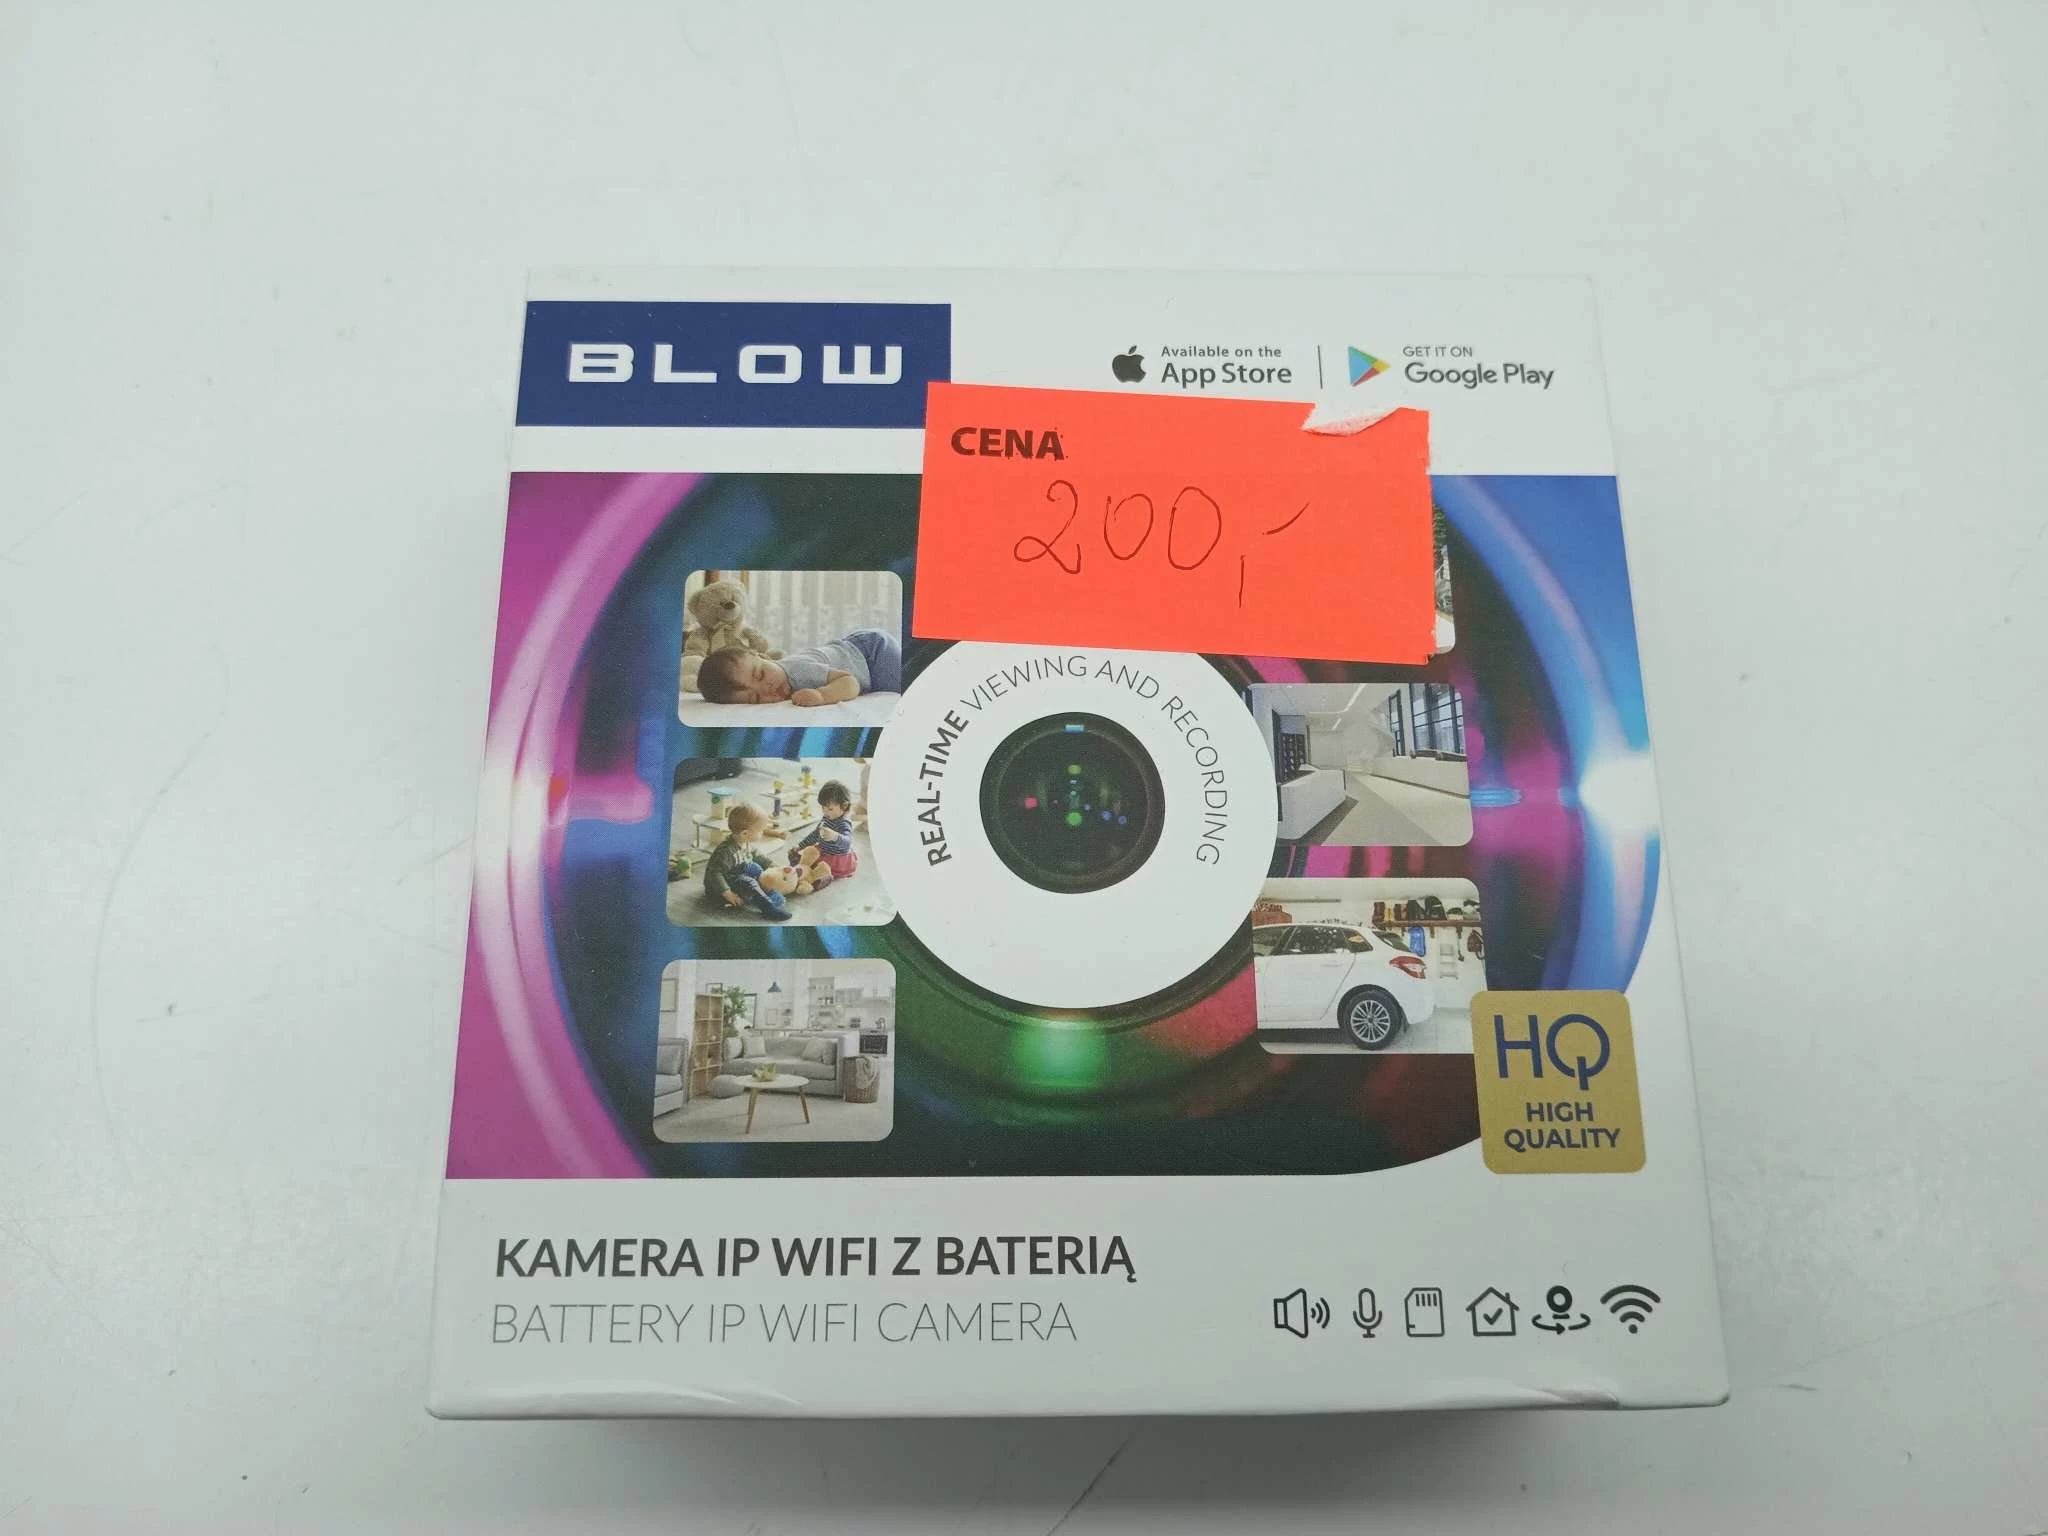 BLOW
Available on the
App Store
GET IT ON
Google Play
CENA
200,-
REAL-TIME VIEWING AND RECORDING
HQ
HIGH
QUALITY
KAMERA IP WIFI Z BATERIĄ
BATTERY IP WIFI CAMERA